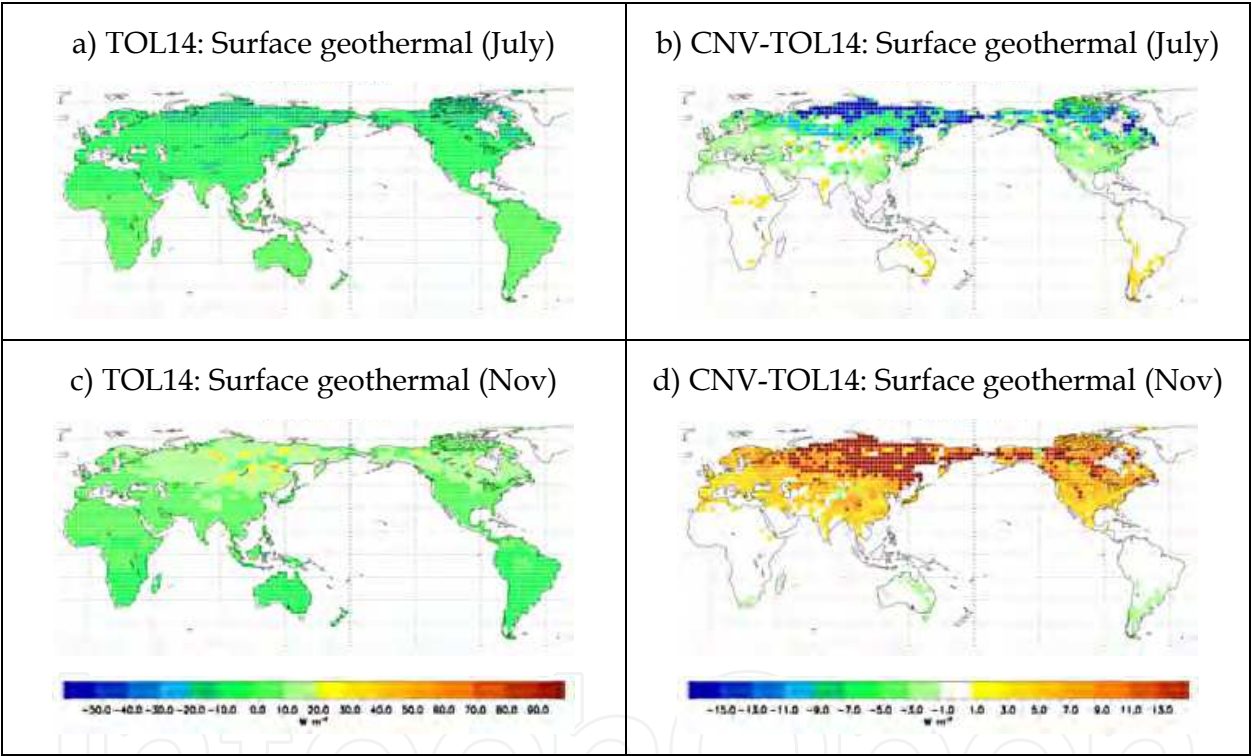 a) TOL14: Surface geothermal (July)
b) CNV-TOL14: Surface geothermal (July)
c) TOL14: Surface geothermal (Nov)
d) CNV-TOL14: Surface geothermal (Nov)
-50.0 -40.0 -30.0 -20.0 -10.0 0.0 10.0 20.0 30.0 40.0 50.0 60.0 70.0 80.0 90.0
W m⁻²
-15.0 -13.0 -11.0 -9.0 -7.0 -5.0 -3.0 -1.0 1.0 3.0 5.0 7.0 9.0 11.0 13.0
W m⁻²